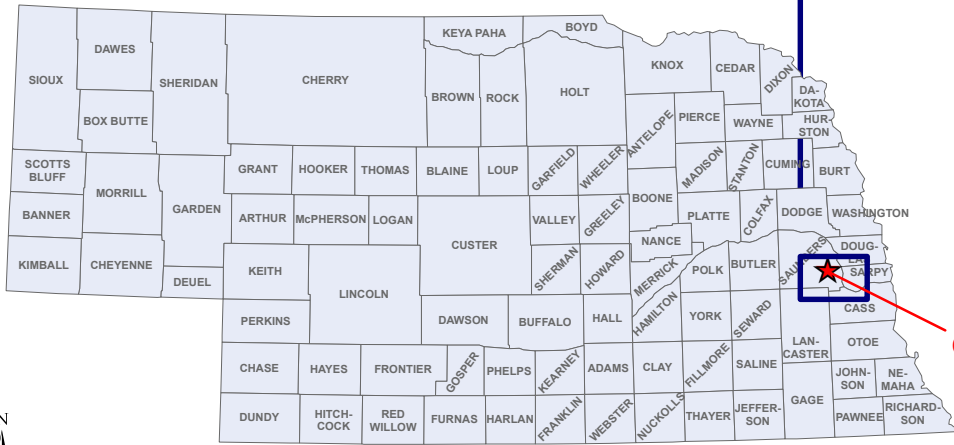 BOYD
KEYA PAHA
DAWES
KNOX
CEDAR
DIXON
SIOUX
SHERIDAN
CHERRY
BROWN
ROCK
HOLT
DA-
KOTA
BOX BUTTE
ANTELOPE
PIERCE
WAYNE
HUR-
STON
SCOTTS
BLUFF
GRANT
HOOKER
THOMAS
BLAINE
LOUP
GARFIELD
WHEELER
MADISON
STANTON
CUMING
BURT
MORRILL
BOONE
GARDEN
BANNER
ARTHUR
McPHERSON
LOGAN
VALLEY
GREELEY
PLATTE
COLFAX
DODGE
WASHINGTON
CUSTER
NANCE
DOUG-
LAS
KIMBALL
CHEYENNE
DEUEL
KEITH
SHERMAN
HOWARD
MERRICK
POLK
BUTLER
SAUNDERS
SARPY
LINCOLN
CASS
PERKINS
DAWSON
BUFFALO
HALL
HAMILTON
YORK
SEWARD
LAN-
CASTER
OTOE
CHASE
HAYES
FRONTIER
GOSPER
PHELPS
KEARNEY
ADAMS
CLAY
FILLMORE
SALINE
JOHN-
SON
NE-
MAHA
DUNDY
HITCH-
COCK
RED
WILLOW
FURNAS
HARLAN
FRANKLIN
WEBSTER
NUCKOLLS
THAYER
JEFFER-
SON
GAGE
PAWNEE
RICHARD-
SON
N